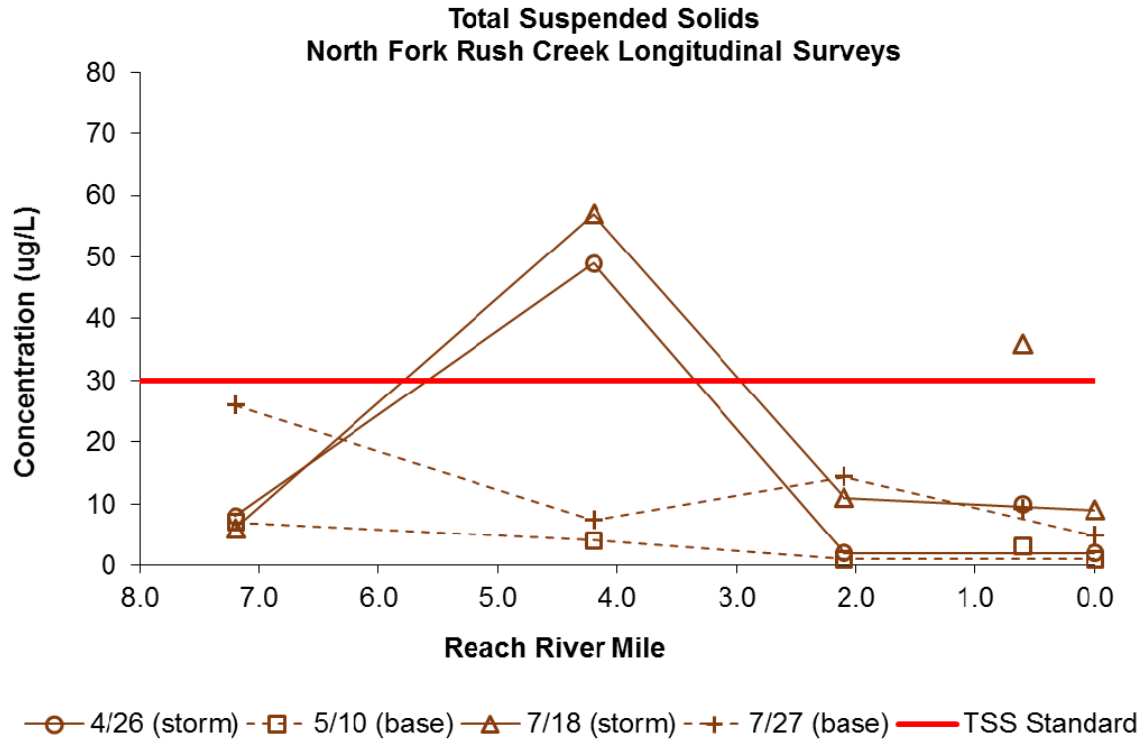 Total Suspended Solids
North Fork Rush Creek Longitudinal Surveys
80
70
60
50
40
30
20
10
0
Concentration (ug/L)
8.0 7.0 6.0 5.0 4.0 3.0 2.0 1.0 0.0
Reach River Mile
4/26 (storm) 5/10 (base) 7/18 (storm) 7/27 (base) TSS Standard